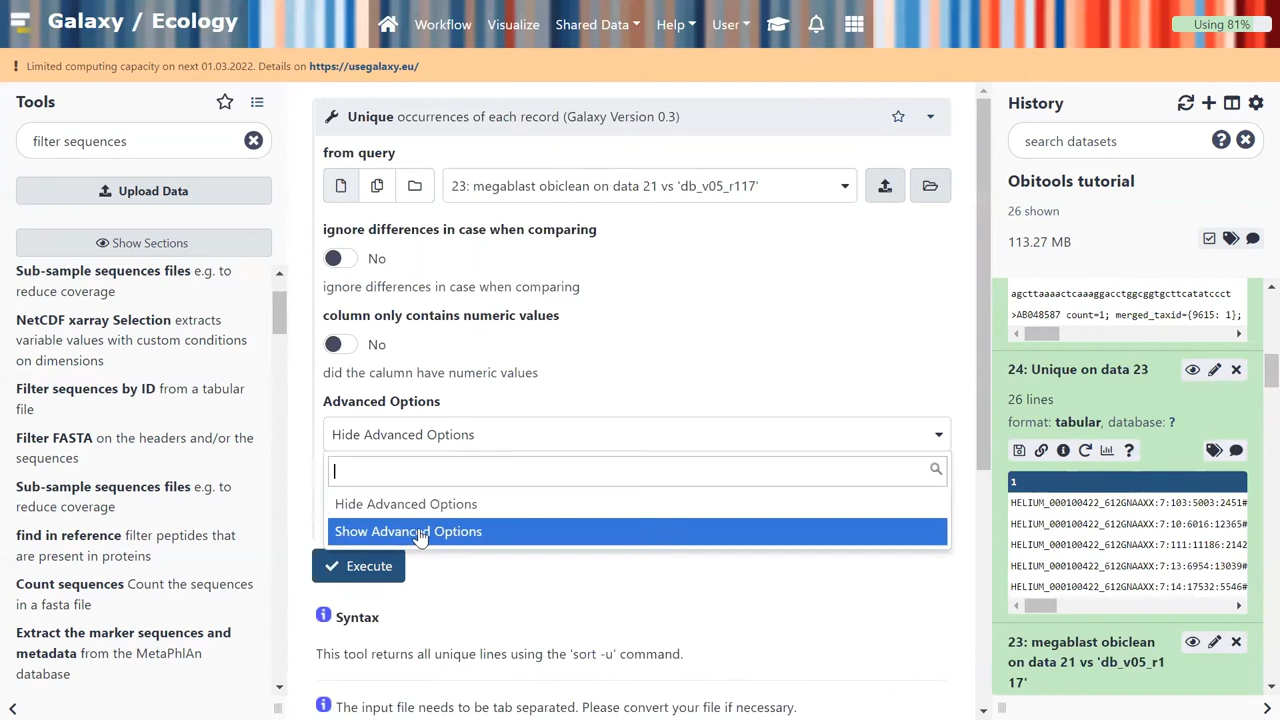 Galaxy / Ecology
Workflow
Visualize
Shared Data
Help
User
Using 81%
Limited computing capacity on next 01.03.2022. Details on https://usegalaxy.eu/
Tools
filter sequences
Upload Data
Show Sections
Sub-sample sequences files e.g. to
reduce coverage
NetCDF xarray Selection extracts
variable values with custom conditions
on dimensions
Filter sequences by ID from a tabular
file
Filter FASTA on the headers and/or the
sequences
Sub-sample sequences files e.g. to
reduce coverage
find in reference filter peptides that
are present in proteins
Count sequences Count the sequences
in a fasta file
Extract the marker sequences and
metadata from the MetaPhlAn
database
Unique occurrences of each record (Galaxy Version 0.3)
from query
23: megablast obiclean on data 21 vs 'db_v05_r117'
ignore differences in case when comparing
No
ignore differences in case when comparing
column only contains numeric values
No
did the calumn have numeric values
Advanced Options
Hide Advanced Options
Hide Advanced Options
Show Advanced Options
Execute
Syntax
This tool returns all unique lines using the 'sort -u' command.
The input file needs to be tab separated. Please convert your file if necessary.
History
search datasets
Obitools tutorial
26 shown
113.27 MB
agcttaaaactcaaaggacctggcggtgcttcatatccct
>AB048587 count=1; merged_taxid={9615: 1};
24: Unique on data 23
26 lines
format: tabular, database: ?
1
HELIUM_000100422_612GNAAXX:7:103:5003:2451#
HELIUM_000100422_612GNAAXX:7:10:6016:12365#
HELIUM_000100422_612GNAAXX:7:111:11186:2142
HELIUM_000100422_612GNAAXX:7:13:6954:13039#
HELIUM_000100422_612GNAAXX:7:14:17532:5546#
23: megablast obiclean
on data 21 vs 'db_v05_r1
17'